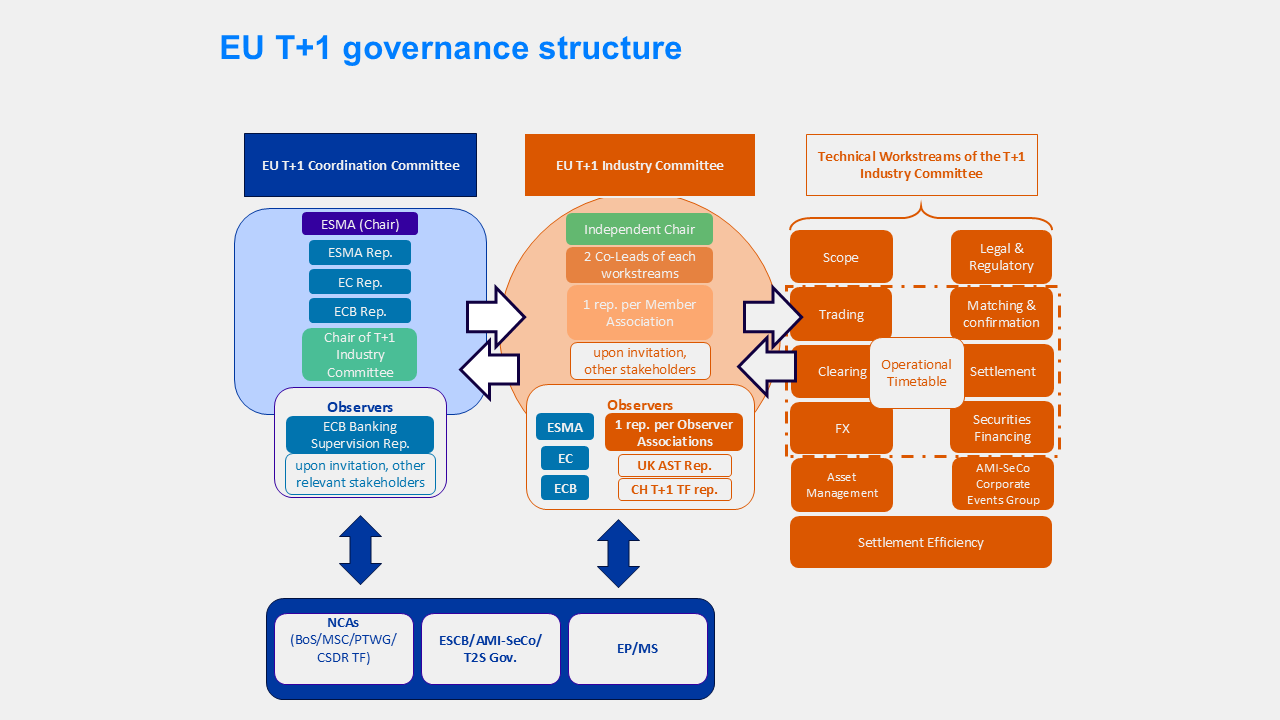 EU T+1 governance structure
EU T+1 Coordination Committee
ESMA (Chair)
ESMA Rep.
EC Rep.
ECB Rep.
Chair of T+1
Industry
Committee
Observers
ECB Banking
Supervision Rep.
upon invitation, other
relevant stakeholders
EU T+1 Industry Committee
Independent Chair
2 Co-Leads of each
workstreams
1 rep. per Member
Association
upon invitation,
other stakeholders
Observers
ESMA
EC
ECB
1 rep. per Observer
Associations
UK AST Rep.
CH T+1 TF rep.
Technical Workstreams of the T+1
Industry Committee
Scope
Legal &
Regulatory
Trading
Matching &
confirmation
Clearing
Operational
Timetable
Settlement
FX
Securities
Financing
Asset
Management
AMI-SeCo
Corporate
Events Group
Settlement Efficiency
NCAs
(BoS/MSC/PTWG/
CSDR TF)
ESCB/AMI-SeCo/
T2S Gov.
EP/MS